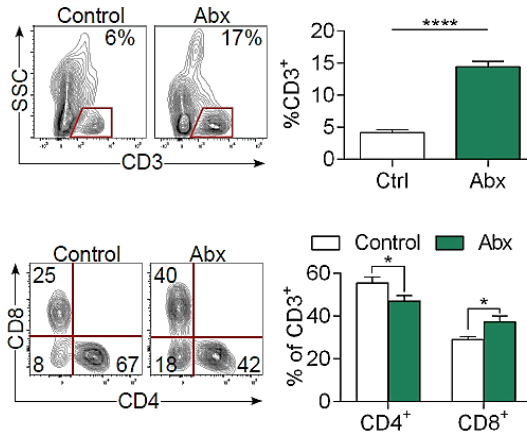 Control
Abx
6%
17%
SSC
CD3
****
%CD3+
20
15
10
5
0
Ctrl
Abx
Control
Abx
25
8
67
40
18
42
CD8
CD4
Control
Abx
% of CD3+
60
40
20
0
*
*
CD4+
CD8+